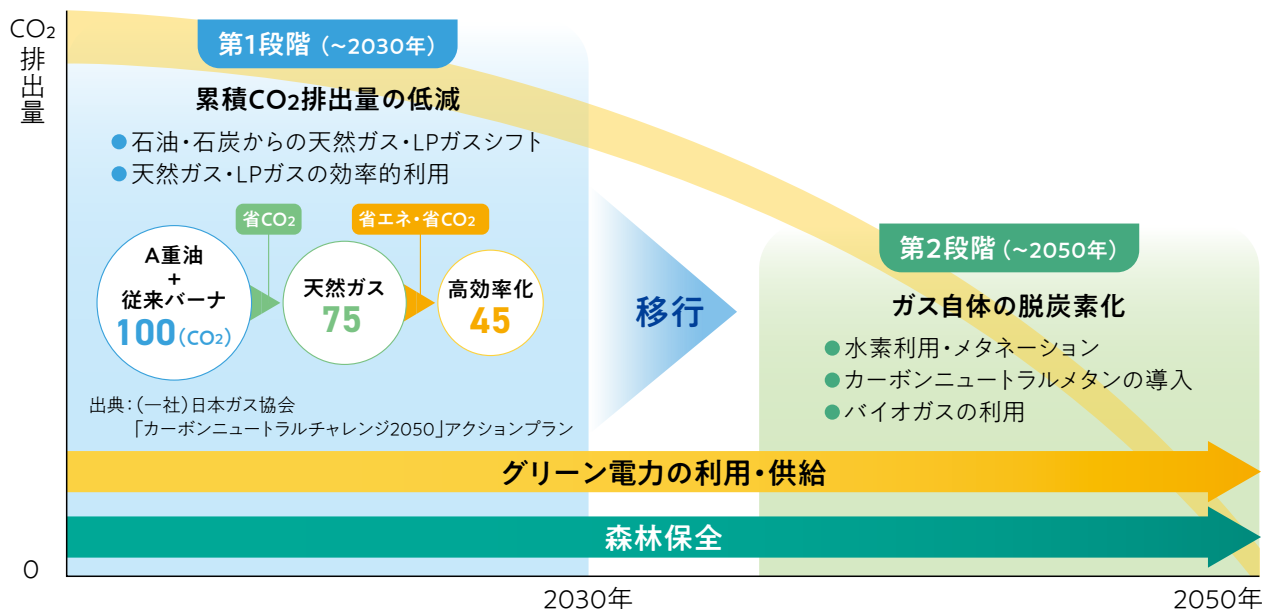 CO2
排出量
第1段階（~2030年）
累積CO2排出量の低減
●石油・石炭からの天然ガス・LPガスシフト
●天然ガス・LPガスの効率的利用
省CO2
省エネ・省CO2
A重油
+
従来バーナ
100(CO2)
天然ガス
75
高効率化
45
出典：（一社）日本ガス協会
「カーボンニュートラルチャレンジ2050」アクションプラン
移行
第2段階（~2050年）
ガス自体の脱炭素化
●水素利用・メタネーション
●カーボンニュートラルメタンの導入
●バイオガスの利用
グリーン電力の利用・供給
森林保全
0
2030年
2050年